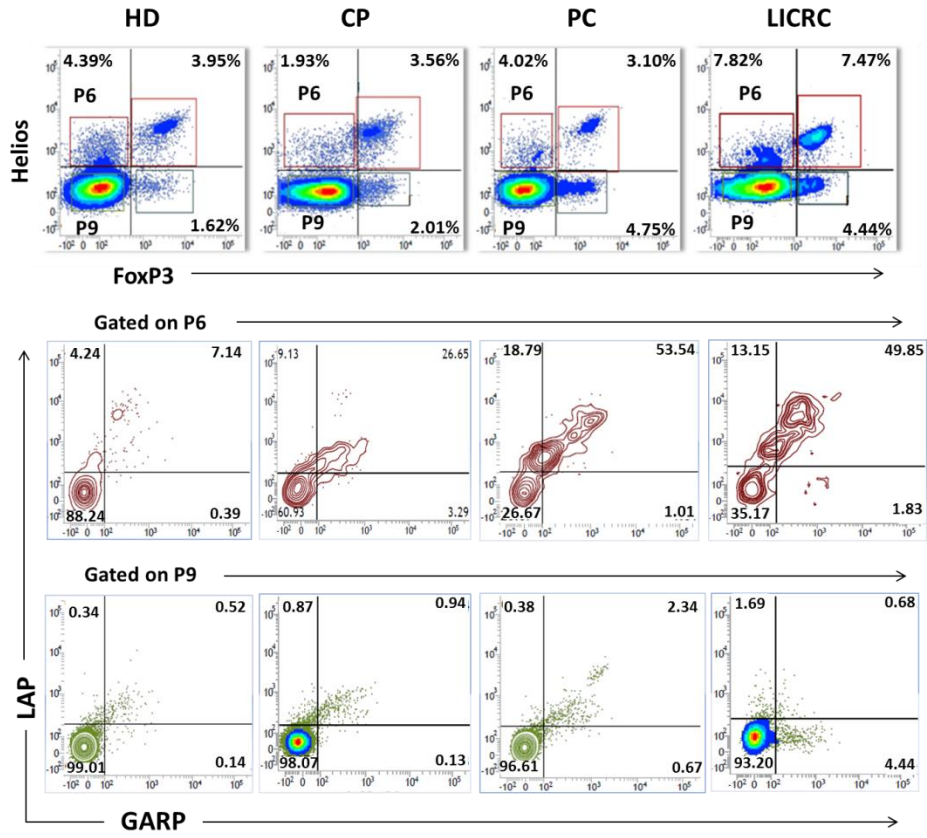 HD CP PC LICRC
4.39% 3.95% 1.93% 3.56% 4.02% 3.10% 7.82% 7.47%
P6 P6 P6 P6
Helios
P9 P9 P9 P9
1.62% 2.01% 4.75% 4.44%
FoxP3
Gated on P6
4.24 7.14 9.13 26.65 18.79 53.54 13.15 49.85
88.24 0.39 60.93 3.29 26.67 1.01 35.17 1.83
Gated on P9
0.34 0.52 0.87 0.94 0.38 2.34 1.69 0.68
LAP
99.01 0.14 98.07 0.13 96.61 0.67 93.20 4.44
GARP